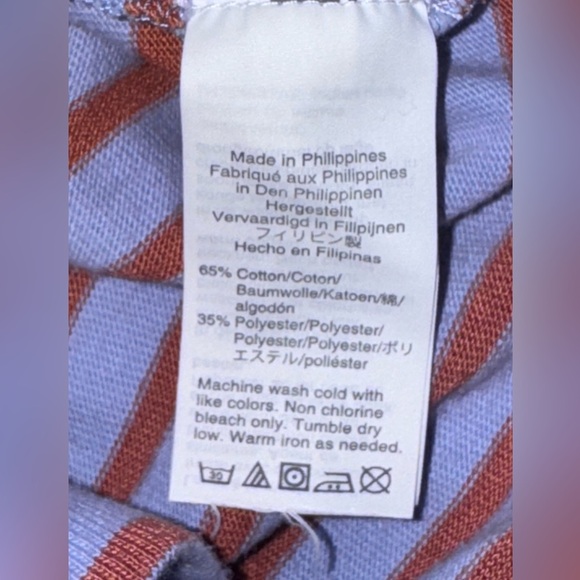 Made in Philippines
Fabriqué aux Philippines
in Den Philippinen
Hergestellt
Vervaardigd in Filipijnen
フィリピン製
Hecho en Filipinas
65% Cotton/Coton/
Baumwolle/Katoen/綿/
algodón
35% Polyester/Polyester/
Polyester/Polyester/ポリ
エステル/poliéster
Machine wash cold with
like colors. Non chlorine
bleach only. Tumble dry
low. Warm iron as needed.
30